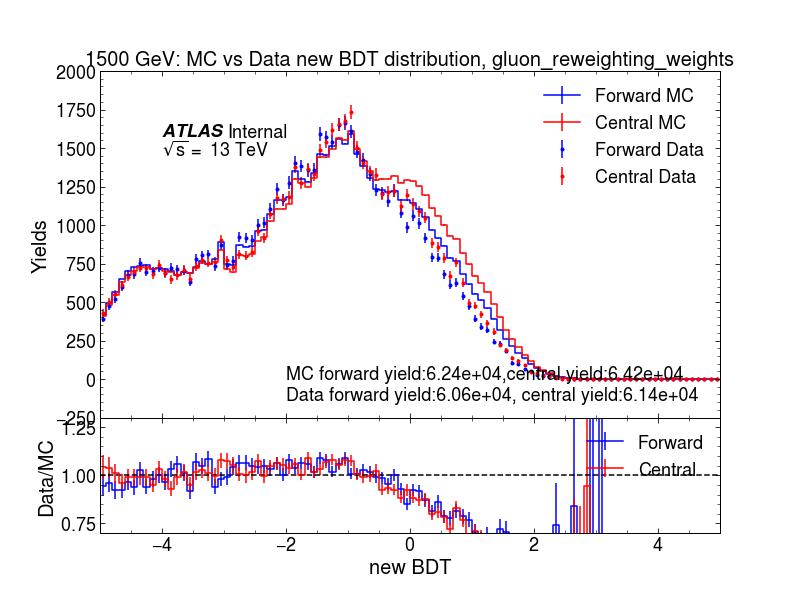 1500 GeV: MC vs Data new BDT distribution, gluon_reweighting_weights
2000
1750
1500
1250
1000
750
500
250
0
−250
Yields
ATLAS Internal
√s = 13 TeV
Forward MC
Central MC
Forward Data
Central Data
MC forward yield:6.24e+04,central yield:6.42e+04
Data forward yield:6.06e+04, central yield:6.14e+04
1.25
1.00
0.75
Data/MC
Forward
Central
−4 −2 0 2 4
new BDT